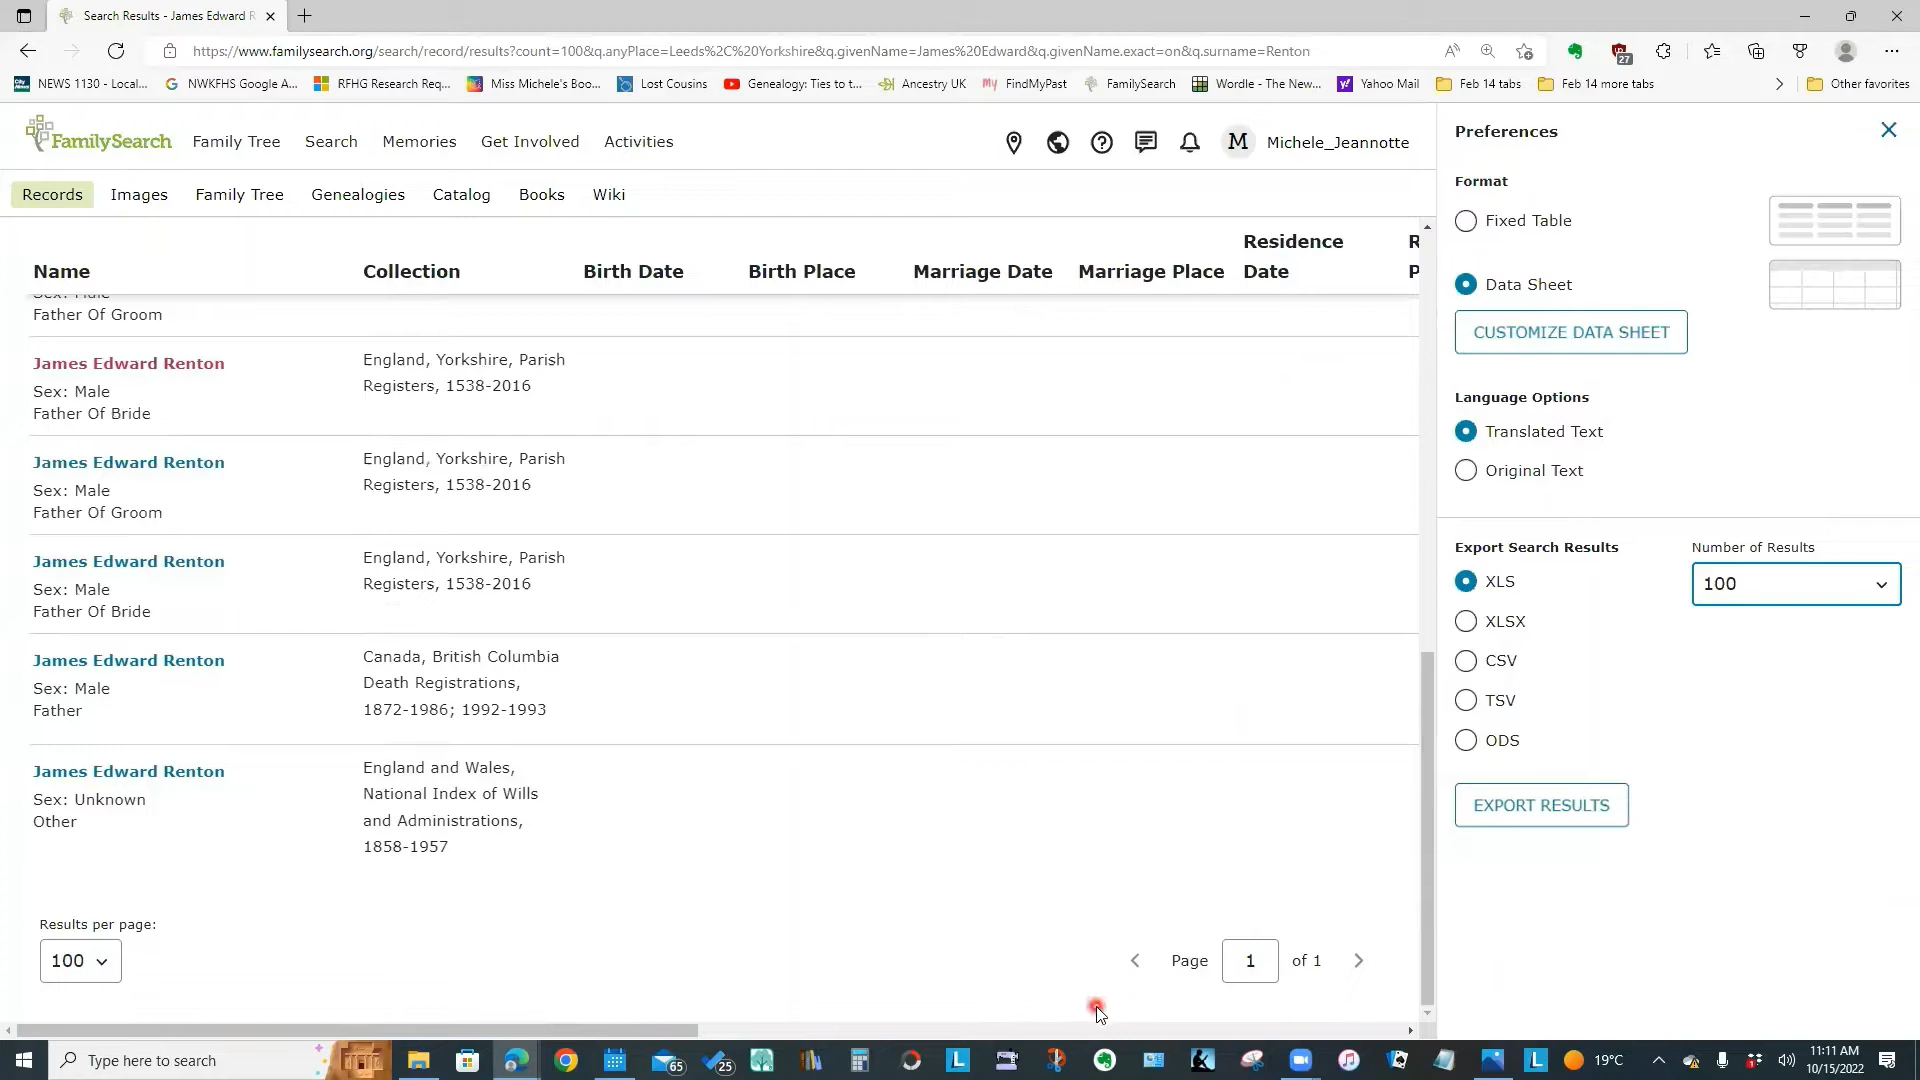 Search Results - James Edward R
https://www.familysearch.org/search/record/results?count=100&q.anyPlace=Leeds%2C%20Yorkshire&q.givenName=James%20Edward&q.givenName.exact=on&q.surname=Renton
27
NEWS 1130 - Local... NWKFHS Google A... RFHG Research Req... Miss Michele's Boo... Lost Cousins Genealogy: Ties to t... Ancestry UK FindMyPast FamilySearch Wordle - The New... Yahoo Mail Feb 14 tabs Feb 14 more tabs Other favorites
FamilySearch Family Tree Search Memories Get Involved Activities M Michele_Jeannotte
Records Images Family Tree Genealogies Catalog Books Wiki
Name Collection Birth Date Birth Place Marriage Date Marriage Place Residence Date R P
Sex: Male
Father Of Groom
James Edward Renton
Sex: Male
Father Of Bride
England, Yorkshire, Parish
Registers, 1538-2016
James Edward Renton
Sex: Male
Father Of Groom
England, Yorkshire, Parish
Registers, 1538-2016
James Edward Renton
Sex: Male
Father Of Bride
England, Yorkshire, Parish
Registers, 1538-2016
James Edward Renton
Sex: Male
Father
Canada, British Columbia
Death Registrations,
1872-1986; 1992-1993
James Edward Renton
Sex: Unknown
Other
England and Wales,
National Index of Wills
and Administrations,
1858-1957
Results per page:
100
Page 1 of 1
Preferences
Format
Fixed Table
Data Sheet
CUSTOMIZE DATA SHEET
Language Options
Translated Text
Original Text
Export Search Results
XLS
XLSX
CSV
TSV
ODS
Number of Results
100
EXPORT RESULTS
Type here to search
65
25
L
L
19°C
11:11 AM
10/15/2022